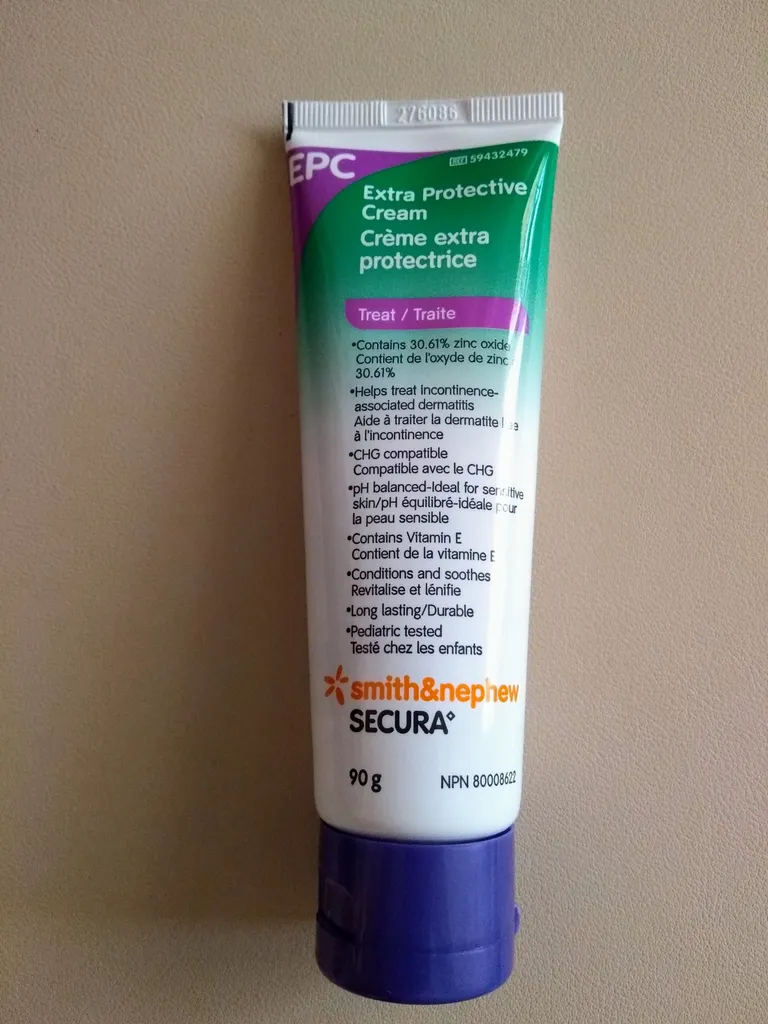 276086
EPC
REF 59432479
Extra Protective
Cream
Crème extra
protectrice
Treat / Traite
•Contains 30.61% zinc oxide
Contient de l'oxyde de zinc
30.61%
•Helps treat incontinence-
associated dermatitis
Aide à traiter la dermatite liée
à l'incontinence
•CHG compatible
Compatible avec le CHG
•pH balanced-Ideal for sensitive
skin/pH équilibré-idéale pour
la peau sensible
•Contains Vitamin E
Contient de la vitamine E
•Conditions and soothes
Revitalise et lénifie
•Long lasting/Durable
•Pediatric tested
Testé chez les enfants
smith&nephew
SECURA◊
90 g
NPN 80008622